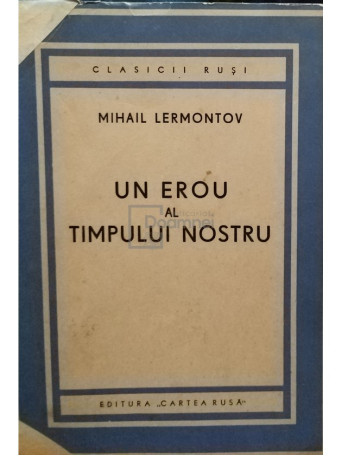 CLASICII RUȘI
MIHAIL LERMONTOV
UN EROU
AL
TIMPULUI NOSTRU
EDITURA „CARTEA RUSĂ"